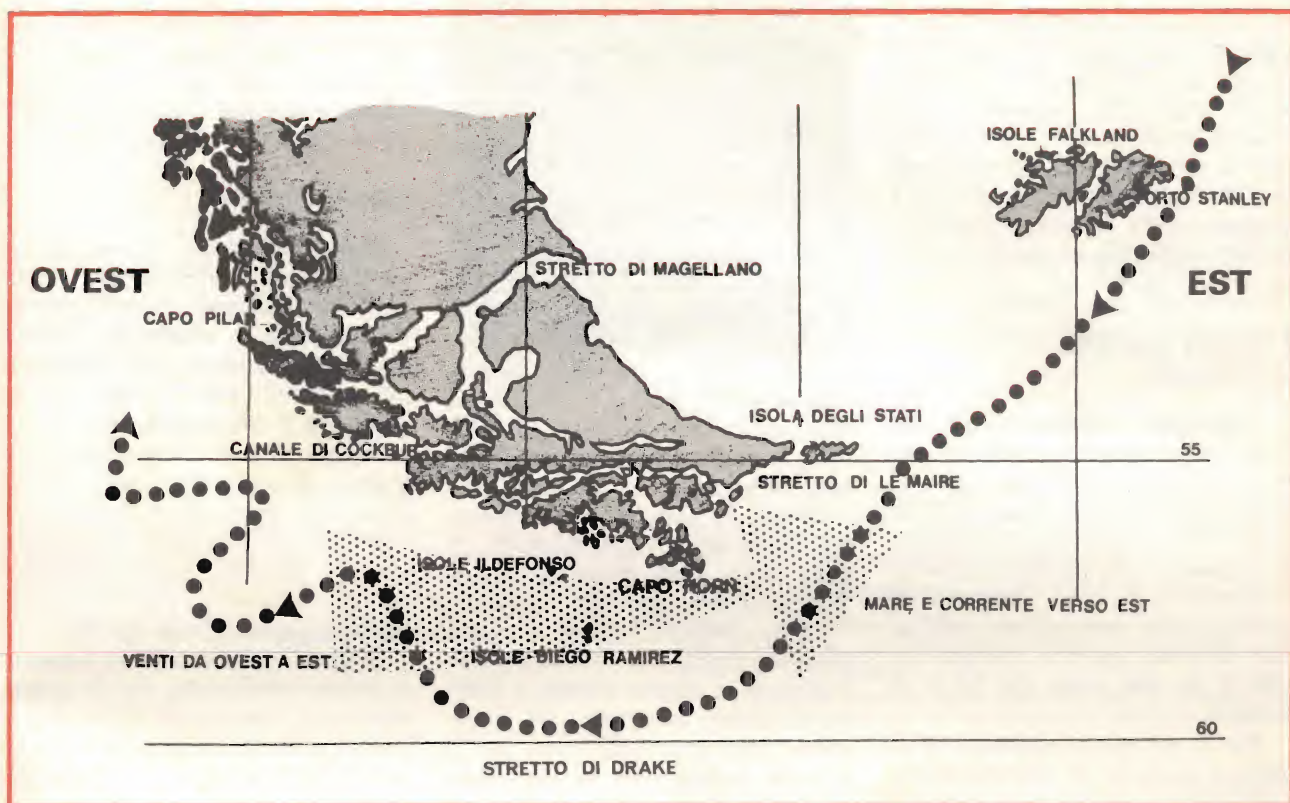 ISOLE FALKLAND
PORTO STANLEY
OVEST
EST
STRETTO DI MAGELLANO
CAPO PILAR
ISOLA DEGLI STATI
CANALE DI COCKBUR
55
STRETTO DI LE MAIRE
ISOLE ILDEFONSO
CAPO HORN
MARE E CORRENTE VERSO EST
VENTI DA OVEST A EST
ISOLE DIEGO RAMIREZ
60
STRETTO DI DRAKE